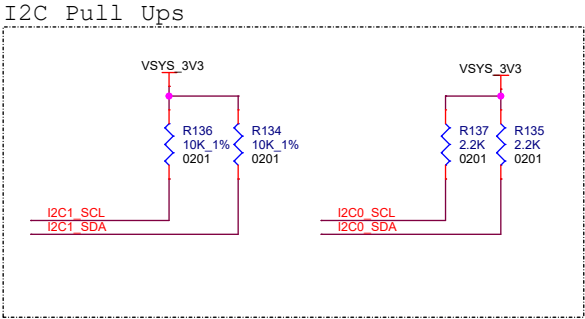 I2C Pull Ups
VSYS_3V3
VSYS_3V3
R136
10K_1%
0201
R134
10K_1%
0201
R137
2.2K
0201
R135
2.2K
0201
I2C1_SCL
I2C1_SDA
I2C0_SCL
I2C0_SDA